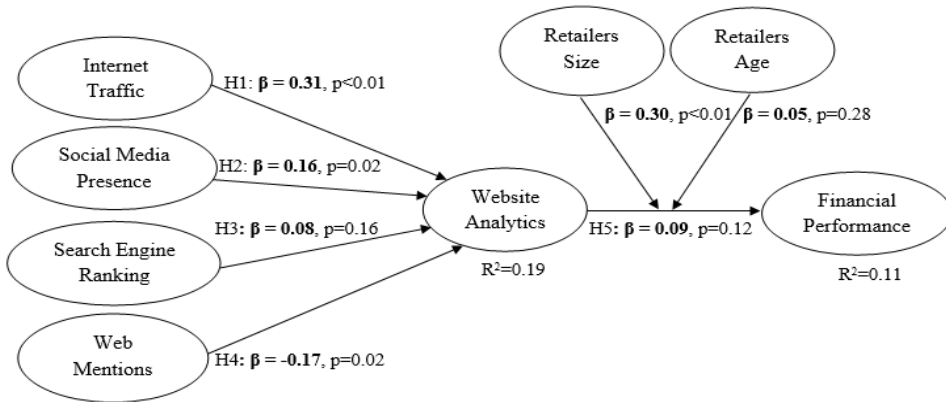 Internet
Traffic
H1: β = 0.31, p<0.01
Social Media
Presence
H2: β = 0.16, p=0.02
Search Engine
Ranking
H3: β = 0.08, p=0.16
Web
Mentions
H4: β = -0.17, p=0.02
Website
Analytics
R²=0.19
Retailers
Size
β = 0.30, p<0.01
Retailers
Age
β = 0.05, p=0.28
H5: β = 0.09, p=0.12
Financial
Performance
R²=0.11